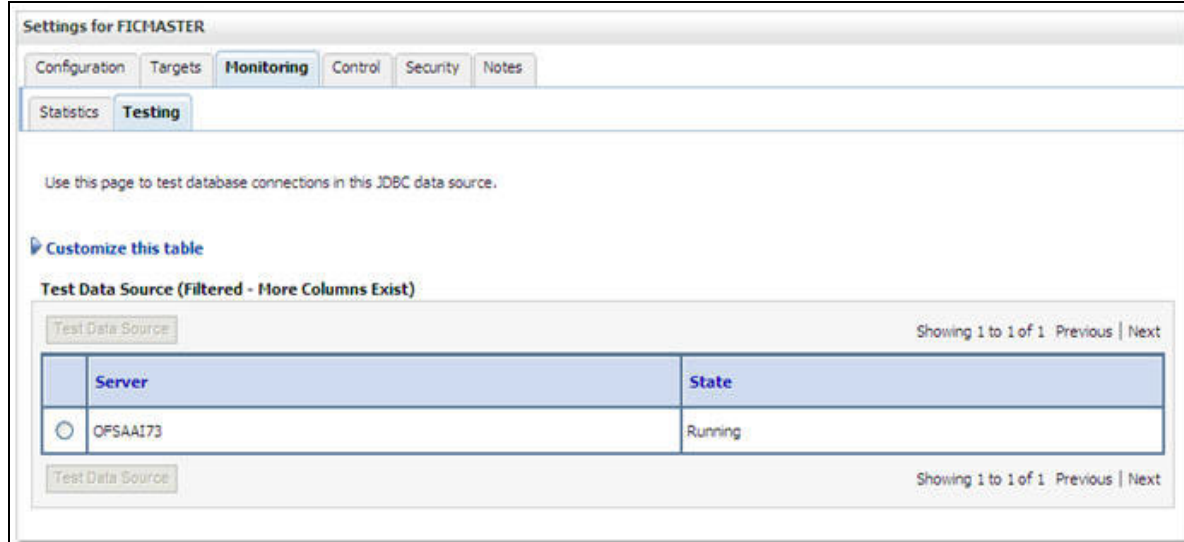 Settings for FICMASTER
Configuration Targets Monitoring Control Security Notes
Statistics Testing
Use this page to test database connections in this JDBC data source.
Customize this table
Test Data Source (Filtered - More Columns Exist)
Test Data Source Showing 1 to 1 of 1 Previous | Next
Server State
OFSAAI73 Running
Test Data Source Showing 1 to 1 of 1 Previous | Next